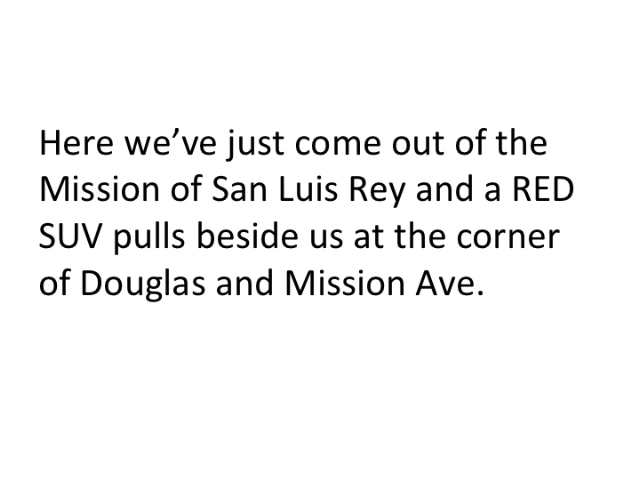 Here we’ve just come out of the
Mission of San Luis Rey and a RED
SUV pulls beside us at the corner
of Douglas and Mission Ave.